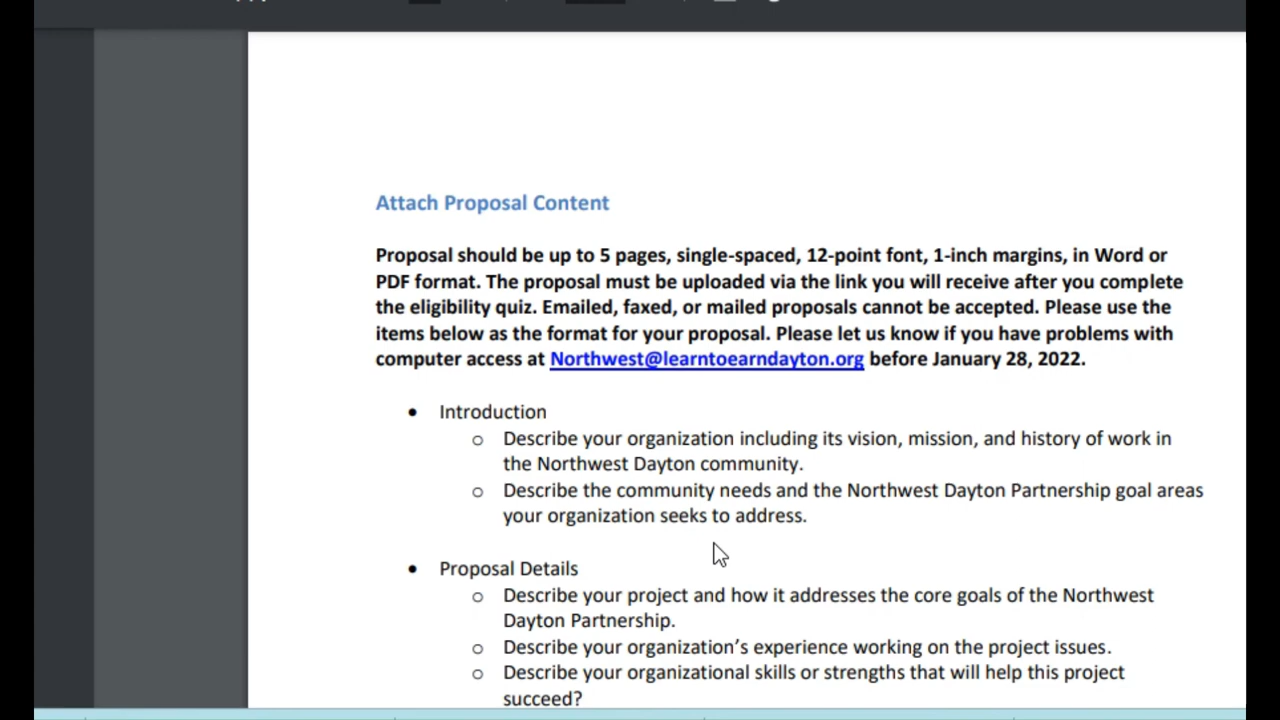 Attach Proposal Content
Proposal should be up to 5 pages, single-spaced, 12-point font, 1-inch margins, in Word or
PDF format. The proposal must be uploaded via the link you will receive after you complete
the eligibility quiz. Emailed, faxed, or mailed proposals cannot be accepted. Please use the
items below as the format for your proposal. Please let us know if you have problems with
computer access at Northwest@learntoearndayton.org before January 28, 2022.
• Introduction
o Describe your organization including its vision, mission, and history of work in
the Northwest Dayton community.
o Describe the community needs and the Northwest Dayton Partnership goal areas
your organization seeks to address.
• Proposal Details
o Describe your project and how it addresses the core goals of the Northwest
Dayton Partnership.
o Describe your organization’s experience working on the project issues.
o Describe your organizational skills or strengths that will help this project
succeed?